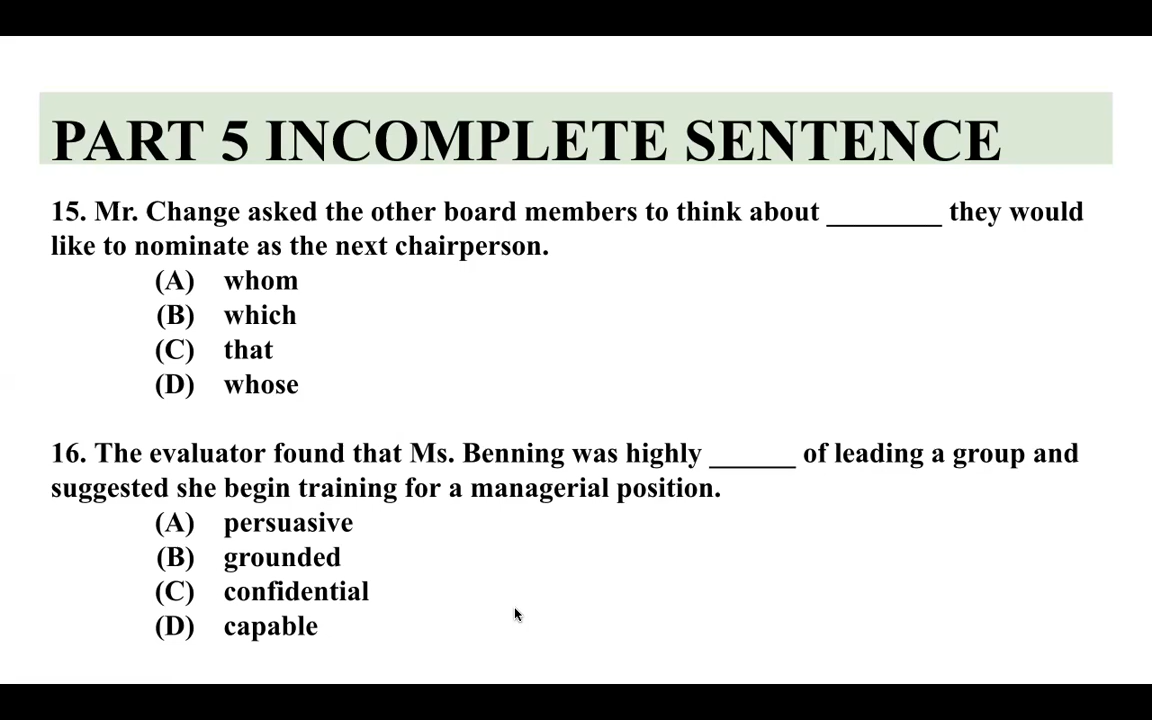 PART 5 INCOMPLETE SENTENCE
15. Mr. Change asked the other board members to think about ________ they would
like to nominate as the next chairperson.
(A) whom
(B) which
(C) that
(D) whose
16. The evaluator found that Ms. Benning was highly ______ of leading a group and
suggested she begin training for a managerial position.
(A) persuasive
(B) grounded
(C) confidential
(D) capable